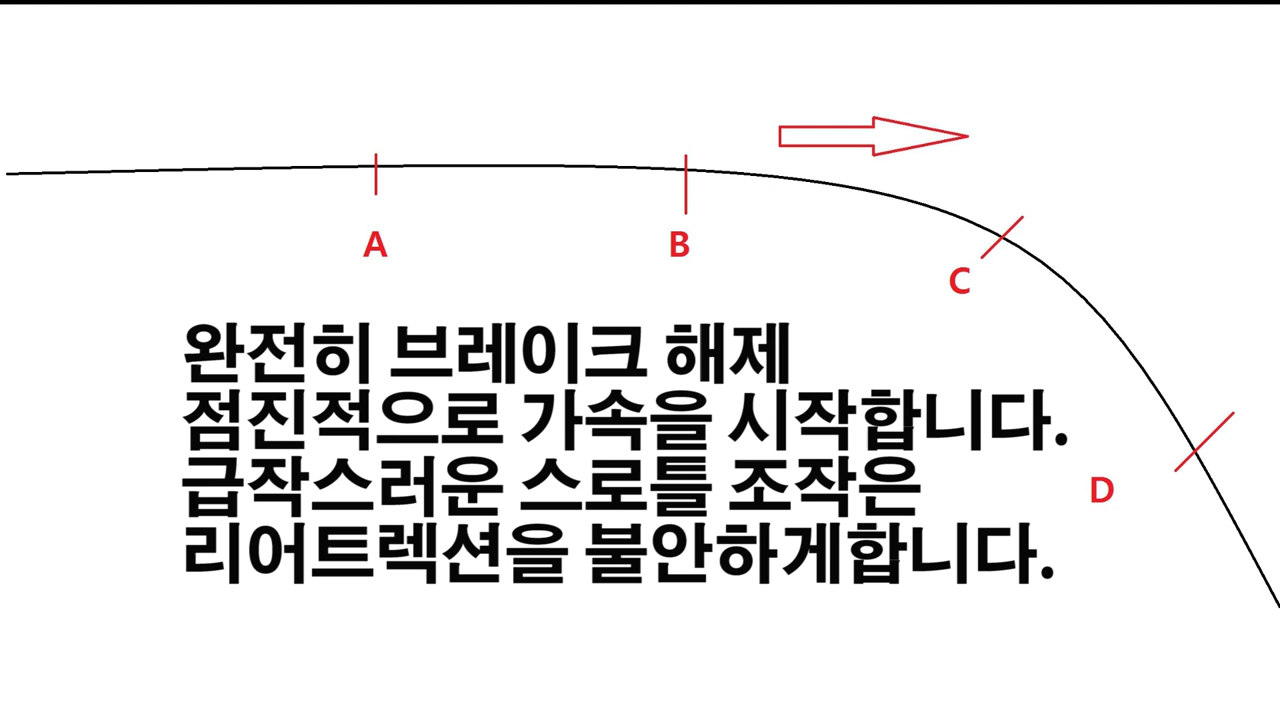 A
B
C
완전히 브레이크 해제
점진적으로 가속을 시작합니다.
급작스러운 스로틀 조작은
D
리어트렉션을 불안하게합니다.